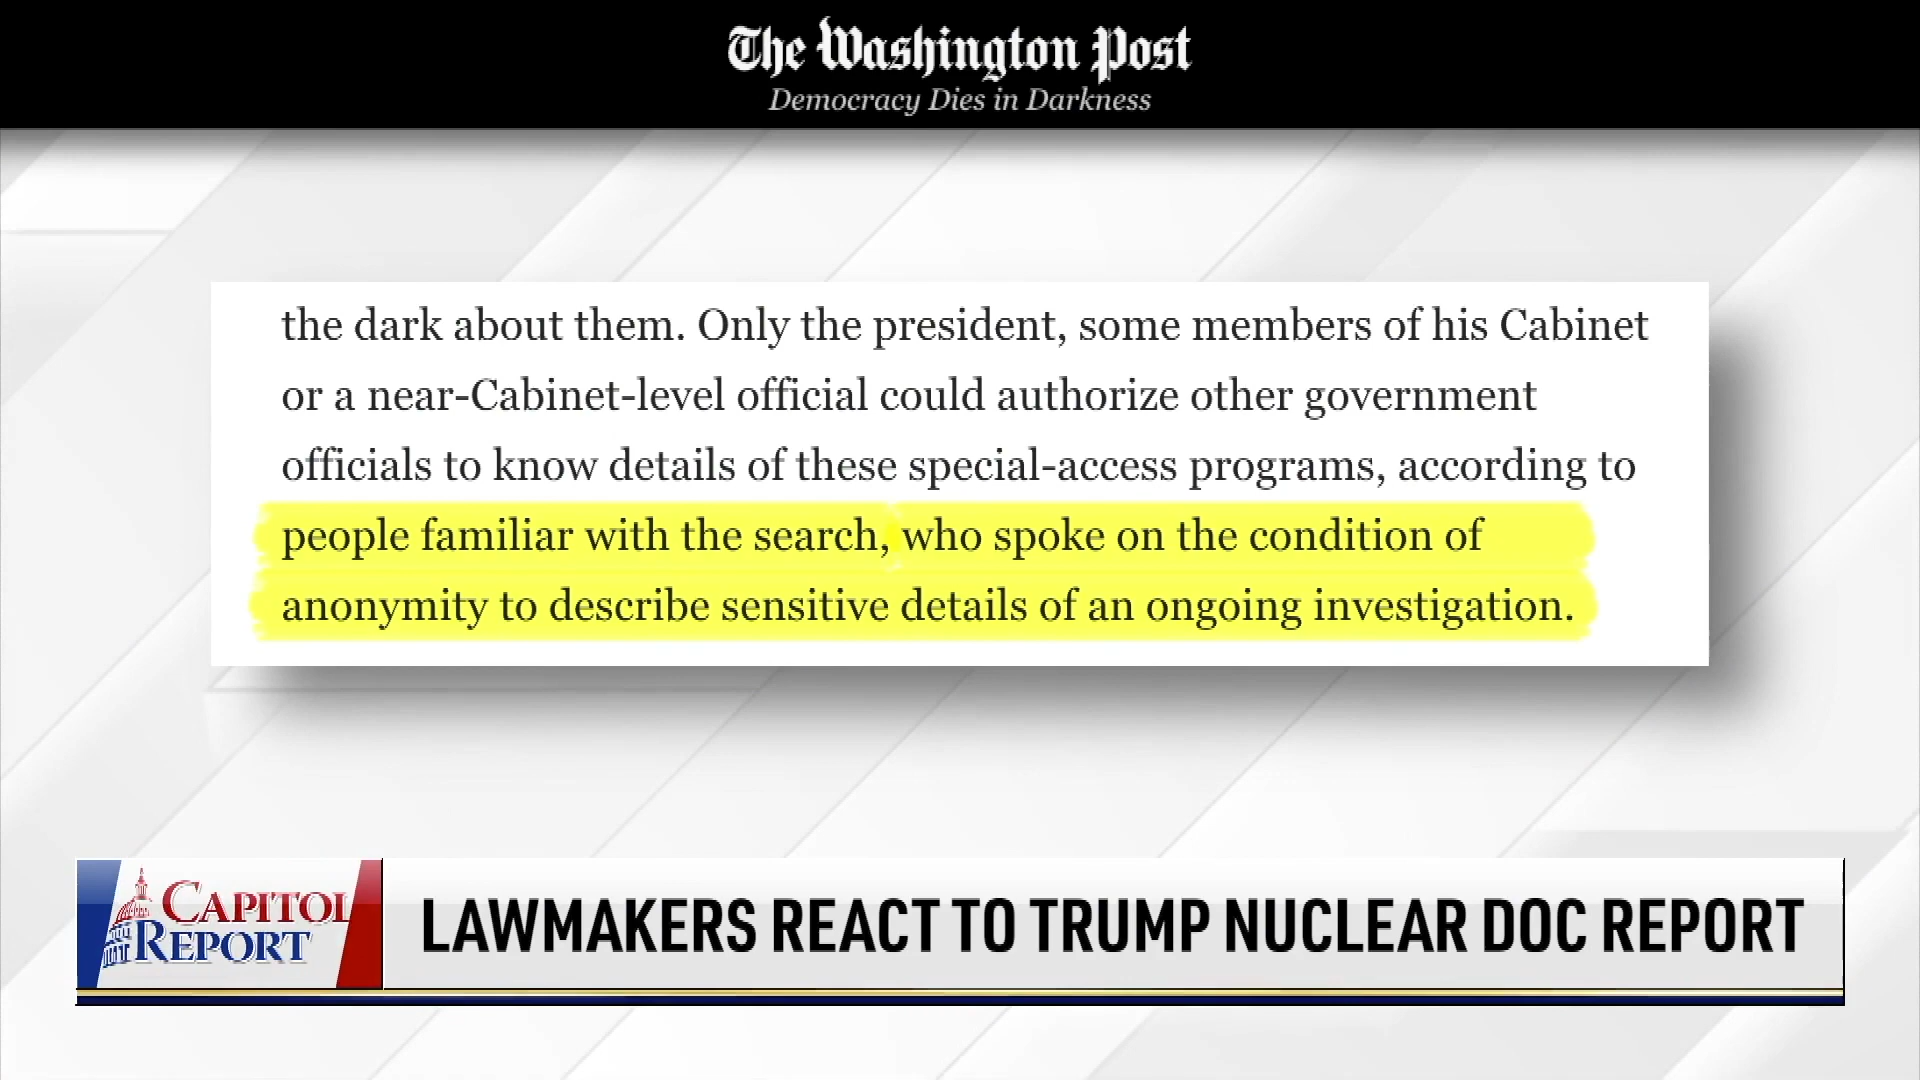 The Washington Post
Democracy Dies in Darkness
the dark about them. Only the president, some members of his Cabinet
or a near-Cabinet-level official could authorize other government
officials to know details of these special-access programs, according to
people familiar with the search, who spoke on the condition of
anonymity to describe sensitive details of an ongoing investigation.
CAPITOL
REPORT
LAWMAKERS REACT TO TRUMP NUCLEAR DOC REPORT